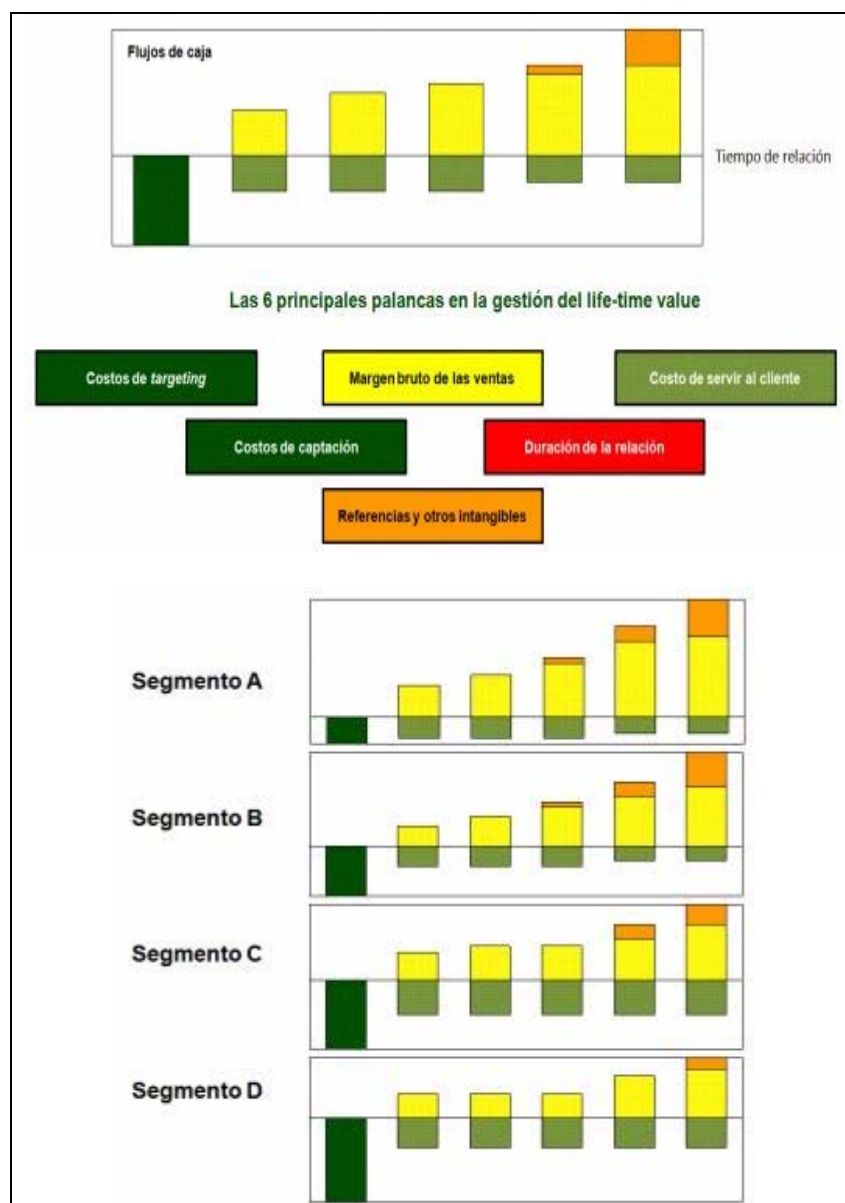 Flujos de caja
Tiempo de relación
Las 6 principales palancas en la gestión del life-time value
Costos de targeting
Margen bruto de las ventas
Costo de servir al cliente
Costos de captación
Duración de la relación
Referencias y otros intangibles
Segmento A
Segmento B
Segmento C
Segmento D